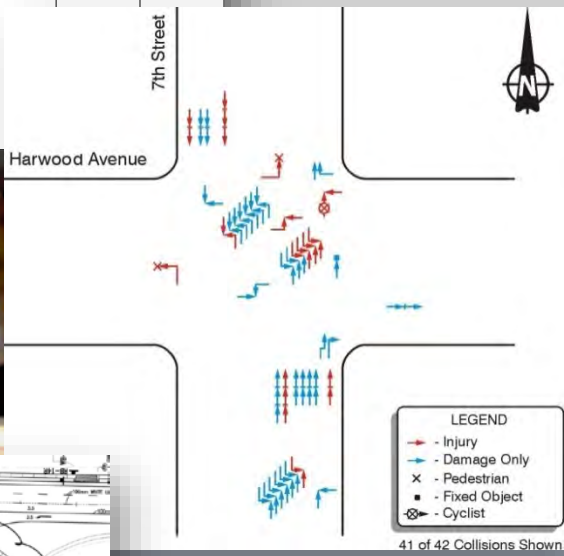 7th Street
N
Harwood Avenue
LEGEND
- Injury
- Damage Only
- Pedestrian
- Fixed Object
- Cyclist
41 of 42 Collisions Shown